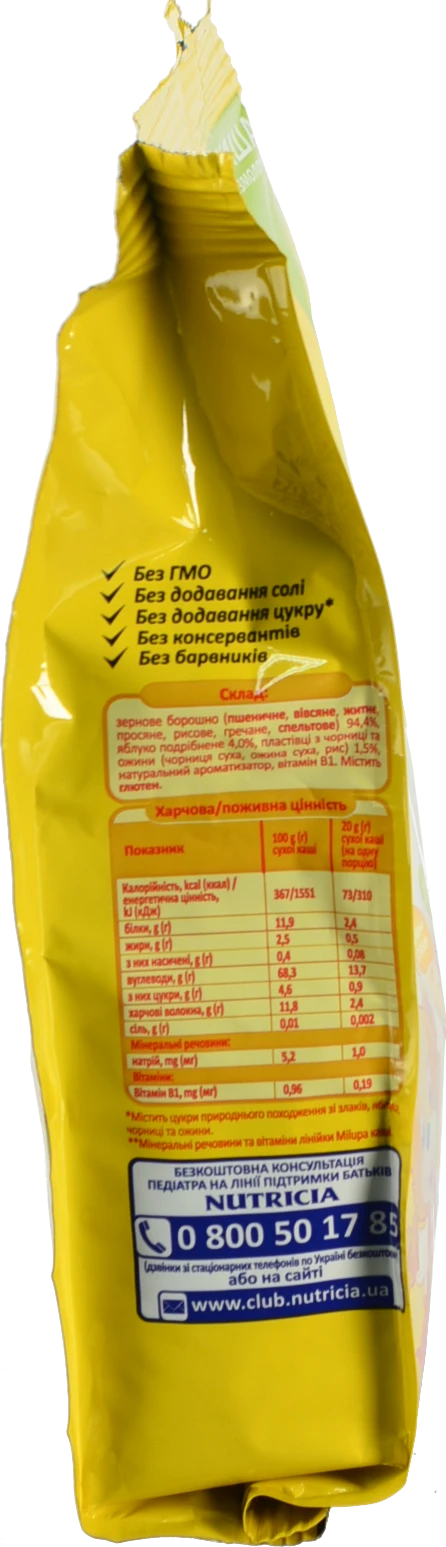 Без ГМО
Без додавання солі
Без додавання цукру*
Без консервантів
Без барвників
Склад:
зернове борошно (пшеничне, вівсяне, житнє,
просяне, рисове, гречане, спельтове) 94,4%,
яблуко подрібнене 4,0%, пластівці з чорниці та
ожини (чорниця суха, ожина суха, рис) 1,5%,
натуральний ароматизатор, вітамін В1. Містить
глютен.
Харчова/поживна цінність
Показник 100 g (г) сухої каші 20 g (г) сухої каші (на одну порцію)
Калорійність, kcal (ккал) /
енергетична цінність,
kJ (кДж) 367/1551 73/310
білки, g (г) 11,9 2,4
жири, g (г) 2,5 0,5
з них насичені, g (г) 0,4 0,08
вуглеводи, g (г) 68,3 13,7
з них цукри, g (г) 4,6 0,9
харчові волокна, g (г) 11,8 2,4
сіль, g (г) 0,01 0,002
Мінеральні речовини:
натрій, mg (мг) 5,2 1,0
Вітаміни:
Вітамін В1, mg (мг) 0,96 0,19
*Містить цукри природнього походження зі злаків,
чорниці та ожини.
**Мінеральні речовини та вітаміни лінійки Milupa
БЕЗКОШТОВНА КОНСУЛЬТАЦІЯ
ПЕДІАТРА НА ЛІНІЇ ПІДТРИМКИ БАТЬКІВ
NUTRICIA
0 800 50 17 85
(дзвінки зі стаціонарних телефонів по Україні безкоштовні)
або на сайті
www.club.nutricia.ua